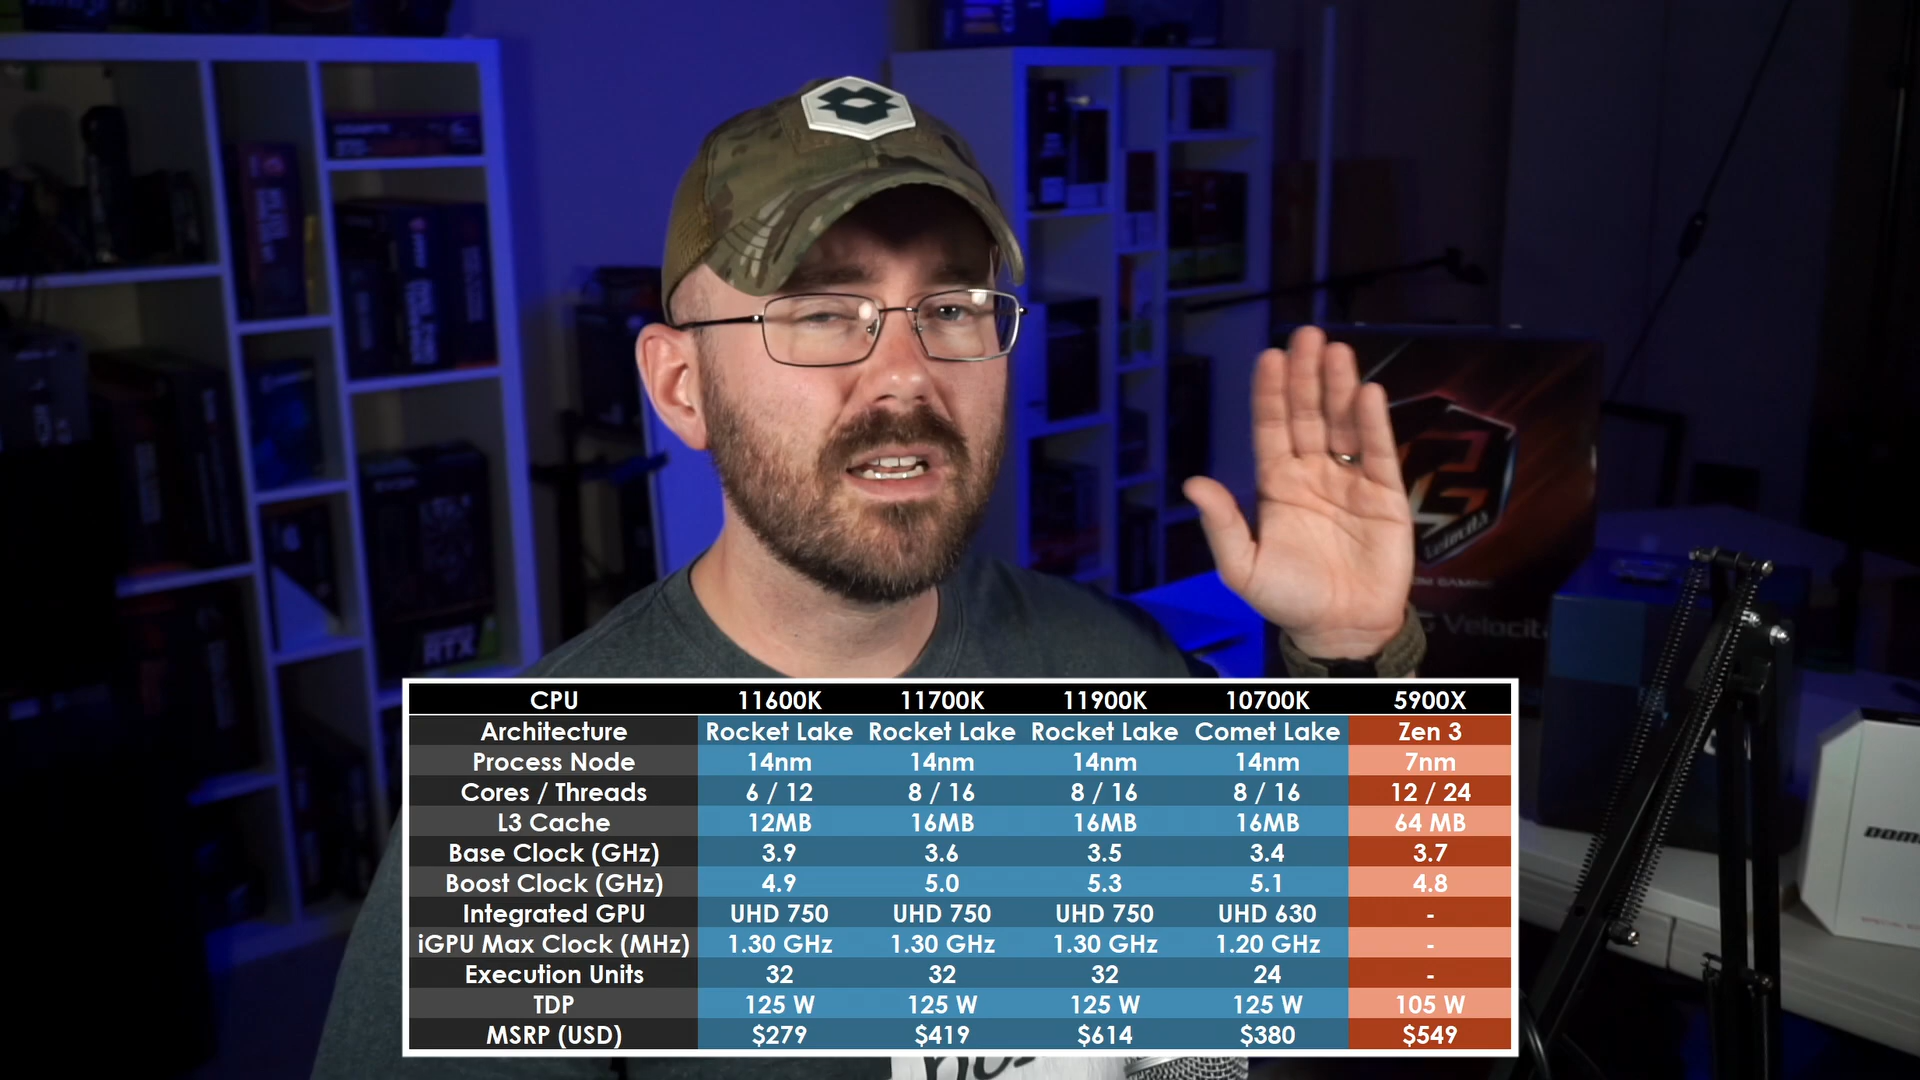 RTX
Velocita
CPU 11600K 11700K 11900K 10700K 5900X
Architecture Rocket Lake Rocket Lake Rocket Lake Comet Lake Zen 3
Process Node 14nm 14nm 14nm 14nm 7nm
Cores / Threads 6 / 12 8 / 16 8 / 16 8 / 16 12 / 24
L3 Cache 12MB 16MB 16MB 16MB 64 MB
Base Clock (GHz) 3.9 3.6 3.5 3.4 3.7
Boost Clock (GHz) 4.9 5.0 5.3 5.1 4.8
Integrated GPU UHD 750 UHD 750 UHD 750 UHD 630 -
iGPU Max Clock (MHz) 1.30 GHz 1.30 GHz 1.30 GHz 1.20 GHz -
Execution Units 32 32 32 24 -
TDP 125 W 125 W 125 W 125 W 105 W
MSRP (USD) $279 $419 $614 $380 $549